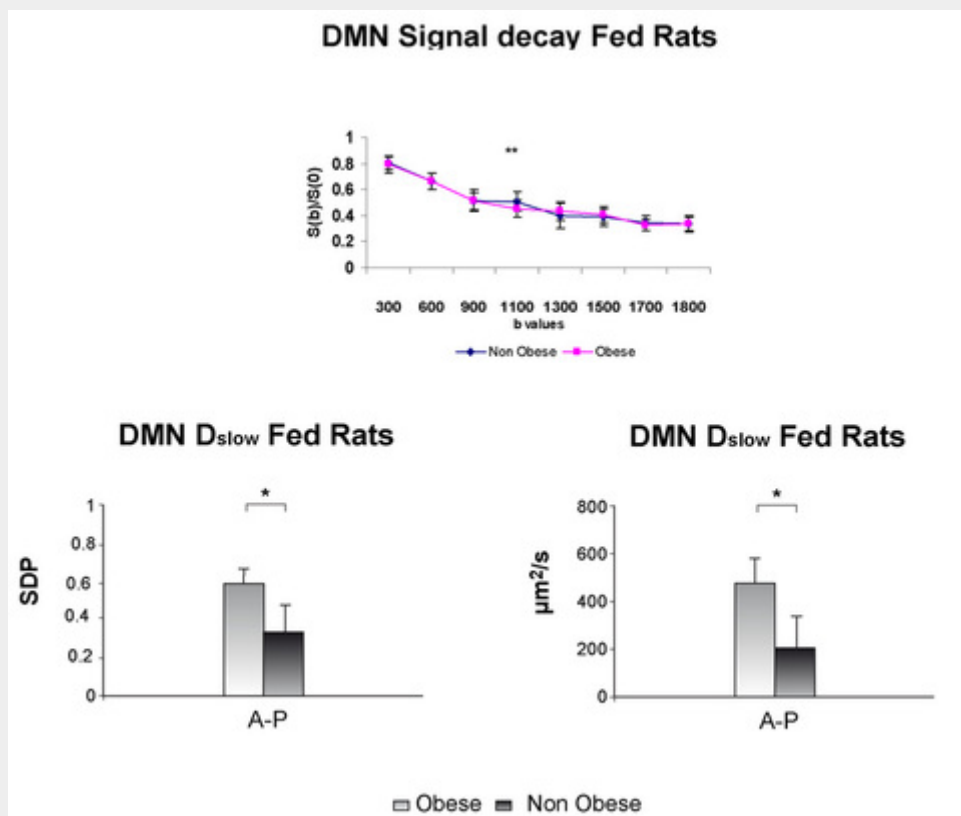 DMN Signal decay Fed Rats
**
S(b)/S(0)
1
0.8
0.6
0.4
0.2
0
300 600 900 1100 1300 1500 1700 1800
b values
Non Obese Obese
DMN Dslow Fed Rats
SDP
1
0.8
0.6
0.4
0.2
0
*
A-P
DMN Dslow Fed Rats
µm²/s
800
600
400
200
0
*
A-P
Obese Non Obese